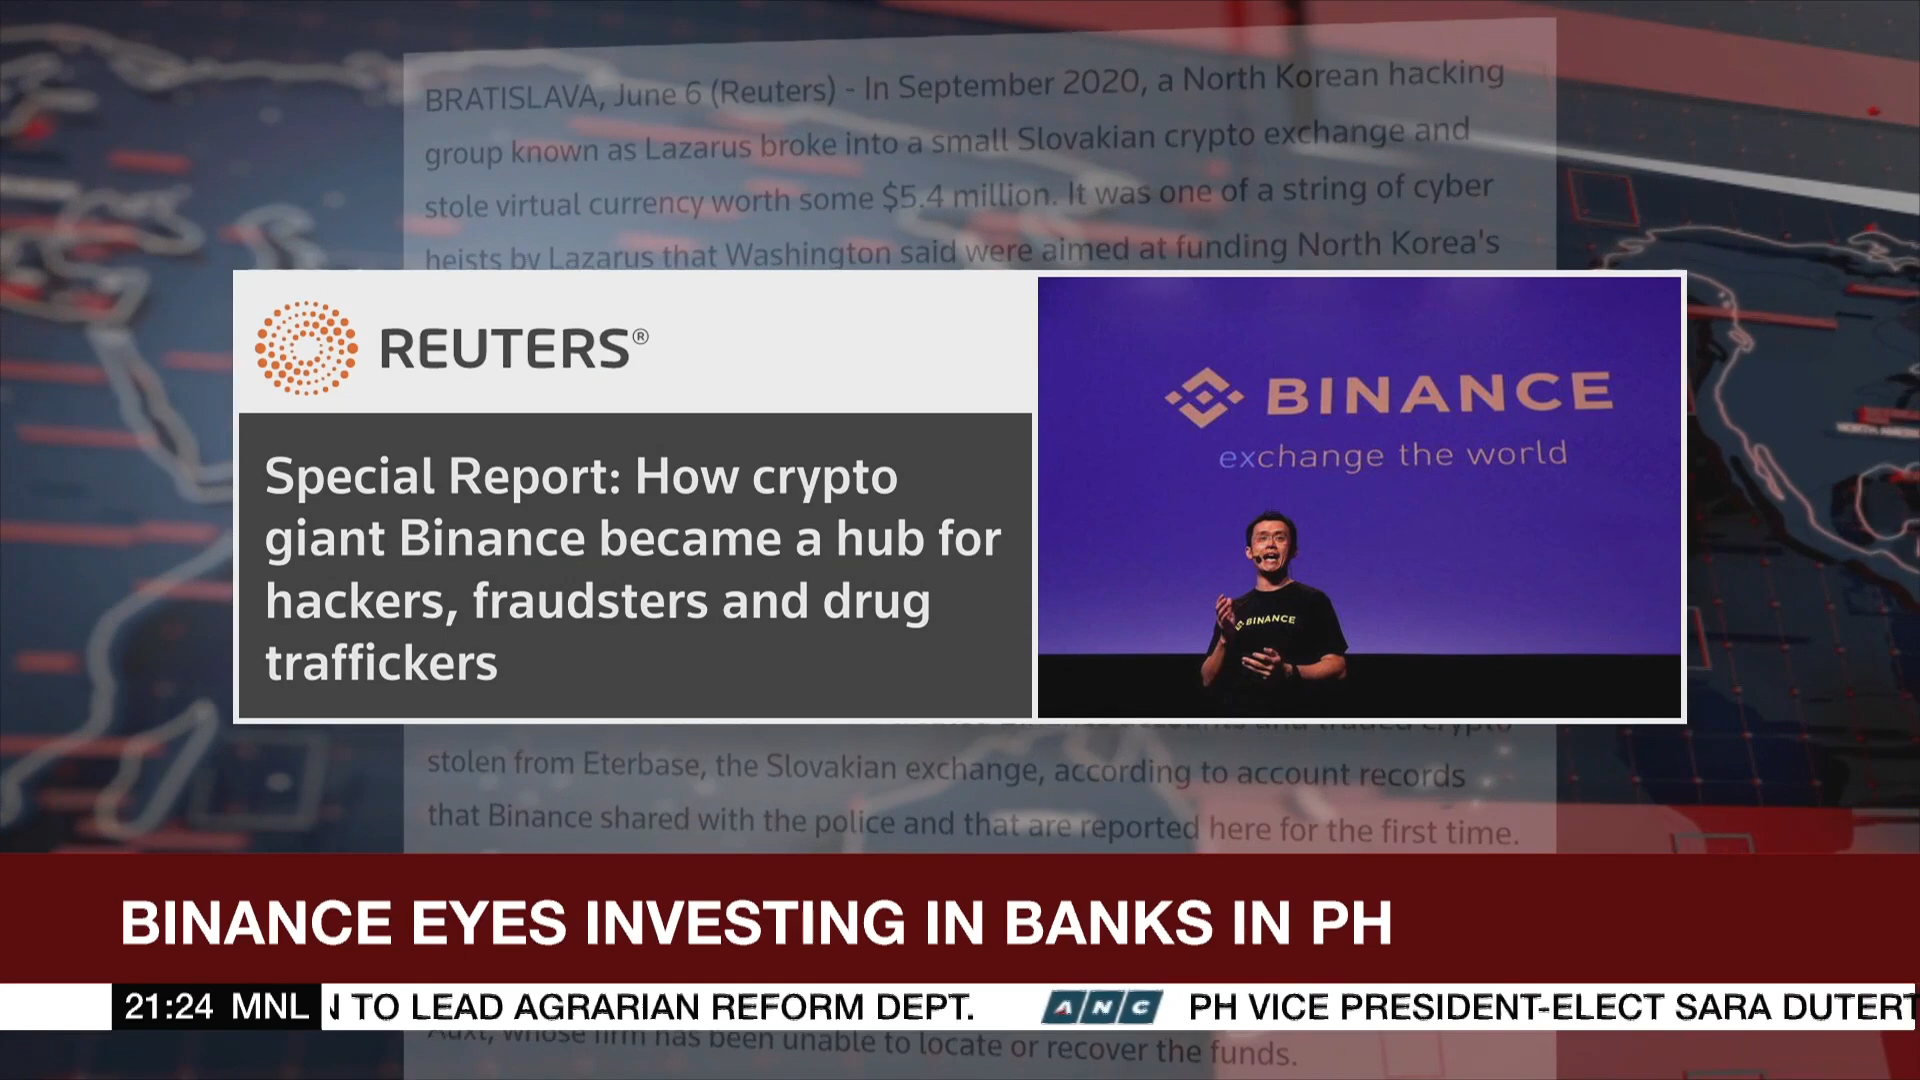 BRATISLAVA, June 6 (Reuters) - In September 2020, a North Korean hacking
group known as Lazarus broke into a small Slovakian crypto exchange and
stole virtual currency worth some $5.4 million. It was one of a string of cyber
heists by Lazarus that Washington said were aimed at funding North Korea's
REUTERS®
Special Report: How crypto
giant Binance became a hub for
hackers, fraudsters and drug
traffickers
BINANCE
exchange the world
BINANCE
and traded crypto
stolen from Eterbase, the Slovakian exchange, according to account records
that Binance shared with the police and that are reported here for the first time.
BINANCE EYES INVESTING IN BANKS IN PH
21:24 MNL TO LEAD AGRARIAN REFORM DEPT. ANC PH VICE PRESIDENT-ELECT SARA DUTERT
whose firm has been unable to locate or recover the funds.